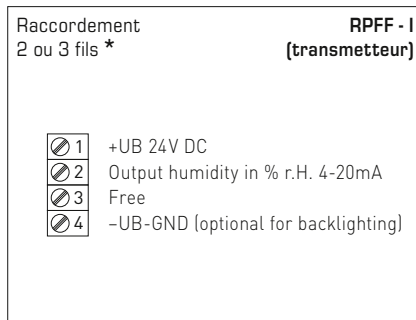 Raccordement RPFF - I
2 ou 3 fils * (transmetteur)
1 +UB 24V DC
2 Output humidity in % r.H. 4-20mA
3 Free
4 –UB-GND (optional for backlighting)